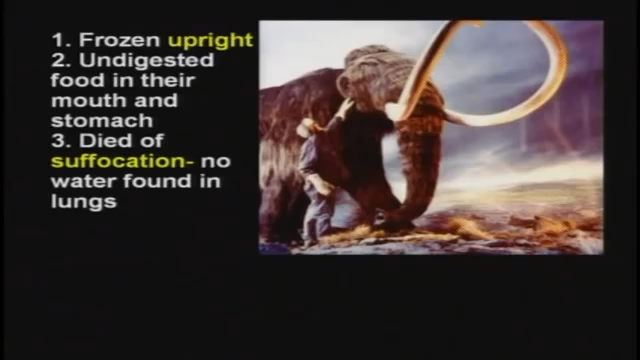 1. Frozen upright
2. Undigested
food in their
mouth and
stomach
3. Died of
suffocation- no
water found in
lungs